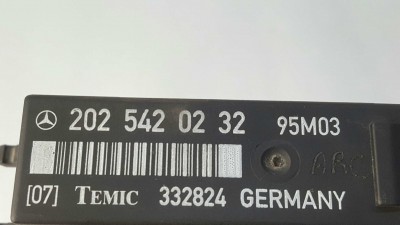 202 542 02 32 95M03
ABC
[07] TEMIC 332824 GERMANY